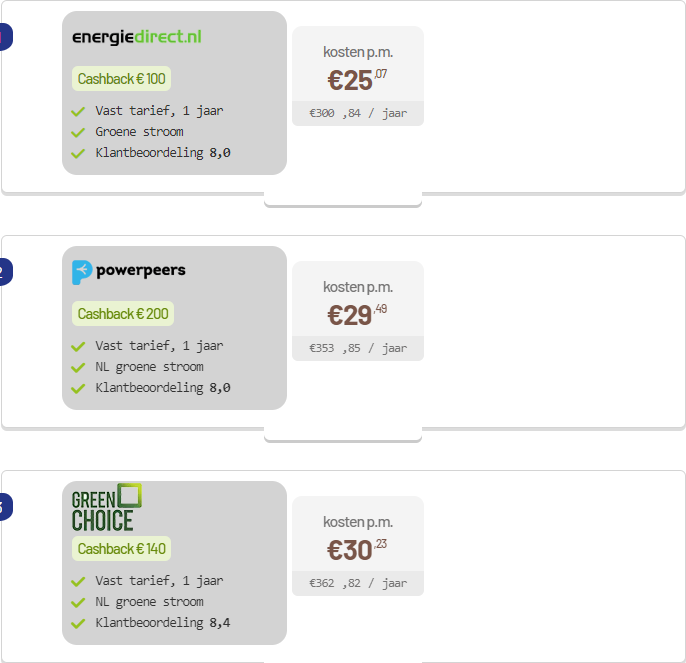 energiedirect.nl
kosten p.m.
Cashback € 100
€25,07
Vast tarief, 1 jaar
€300 ,84 / jaar
Groene stroom
Klantbeoordeling 8,0
2
powerpeers
kosten p.m.
Cashback € 200
€29,49
Vast tarief, 1 jaar
€353 ,85 / jaar
NL groene stroom
Klantbeoordeling 8,0
3
GREEN
CHOICE
kosten p.m.
Cashback € 140
€30,23
Vast tarief, 1 jaar
€362 ,82 / jaar
NL groene stroom
Klantbeoordeling 8,4